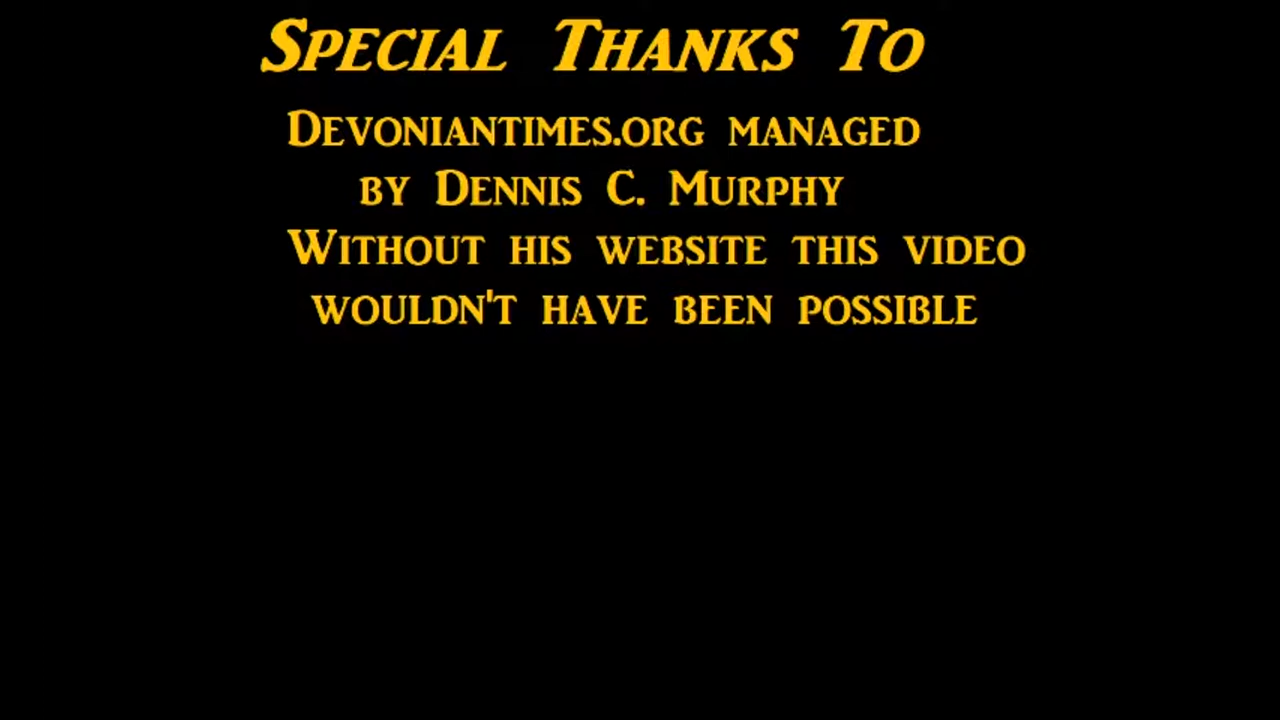 Special Thanks To
Devoniantimes.org managed
by Dennis C. Murphy
Without his website this video
wouldn't have been possible